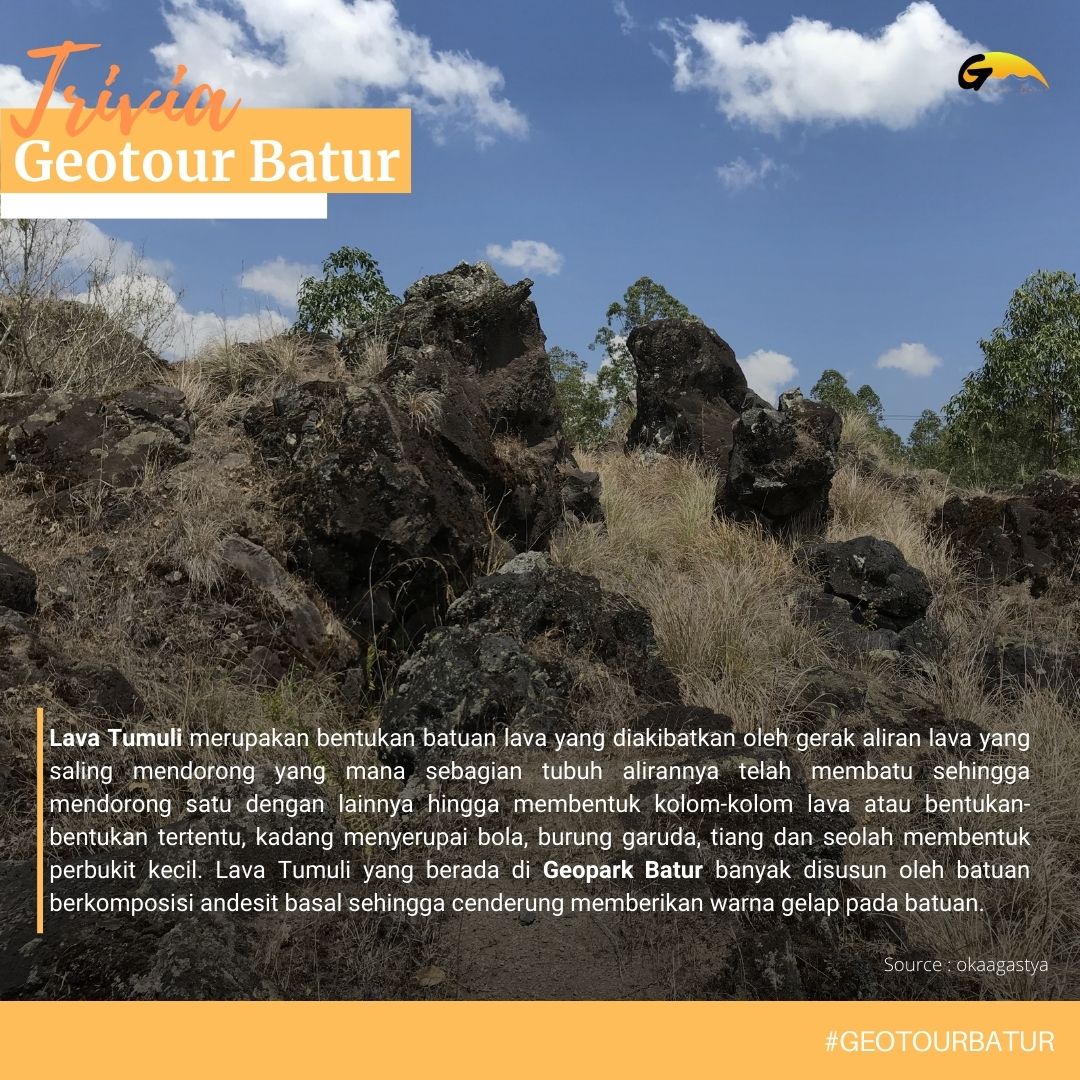 Trivia
Geotour Batur
G
Lava Tumuli merupakan bentukan batuan lava yang diakibatkan oleh gerak aliran lava yang
saling mendorong yang mana sebagian tubuh alirannya telah membatu sehingga
mendorong satu dengan lainnya hingga membentuk kolom-kolom lava atau bentukan-
bentukan tertentu, kadang menyerupai bola, burung garuda, tiang dan seolah membentuk
perbukit kecil. Lava Tumuli yang berada di Geopark Batur banyak disusun oleh batuan
berkomposisi andesit basal sehingga cenderung memberikan warna gelap pada batuan.
Source : okaagastya
#GEOTOURBATUR